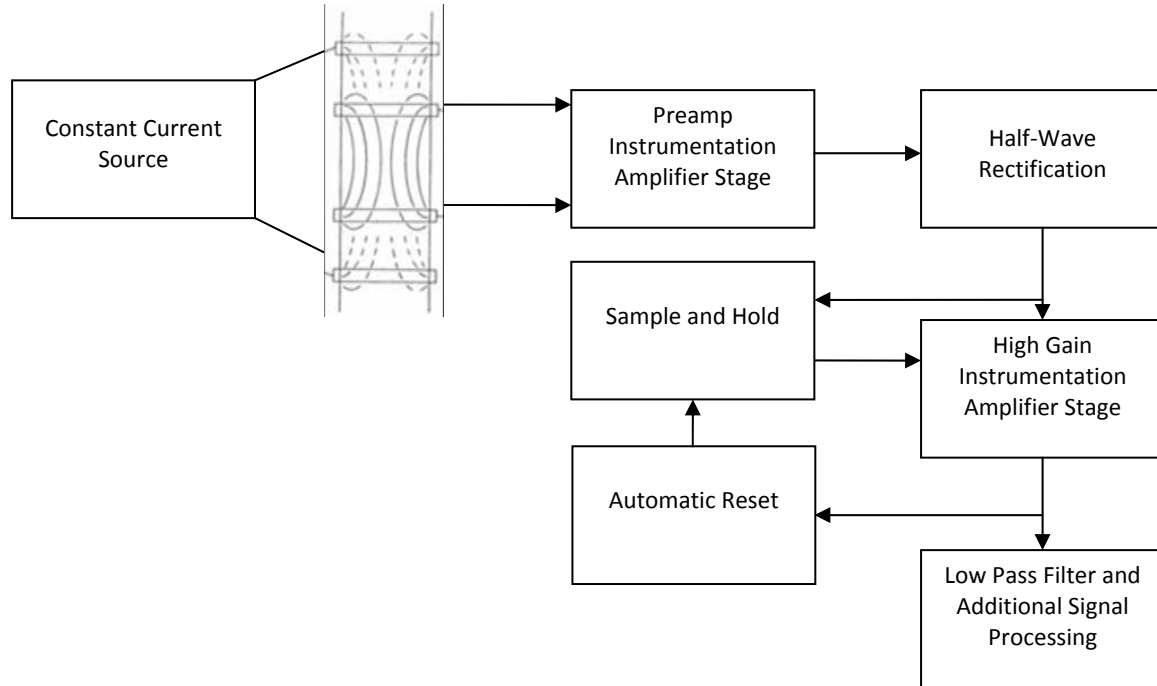 Constant Current
Source
Preamp
Instrumentation
Amplifier Stage
Half-Wave
Rectification
Sample and Hold
High Gain
Instrumentation
Amplifier Stage
Automatic Reset
Low Pass Filter and
Additional Signal
Processing